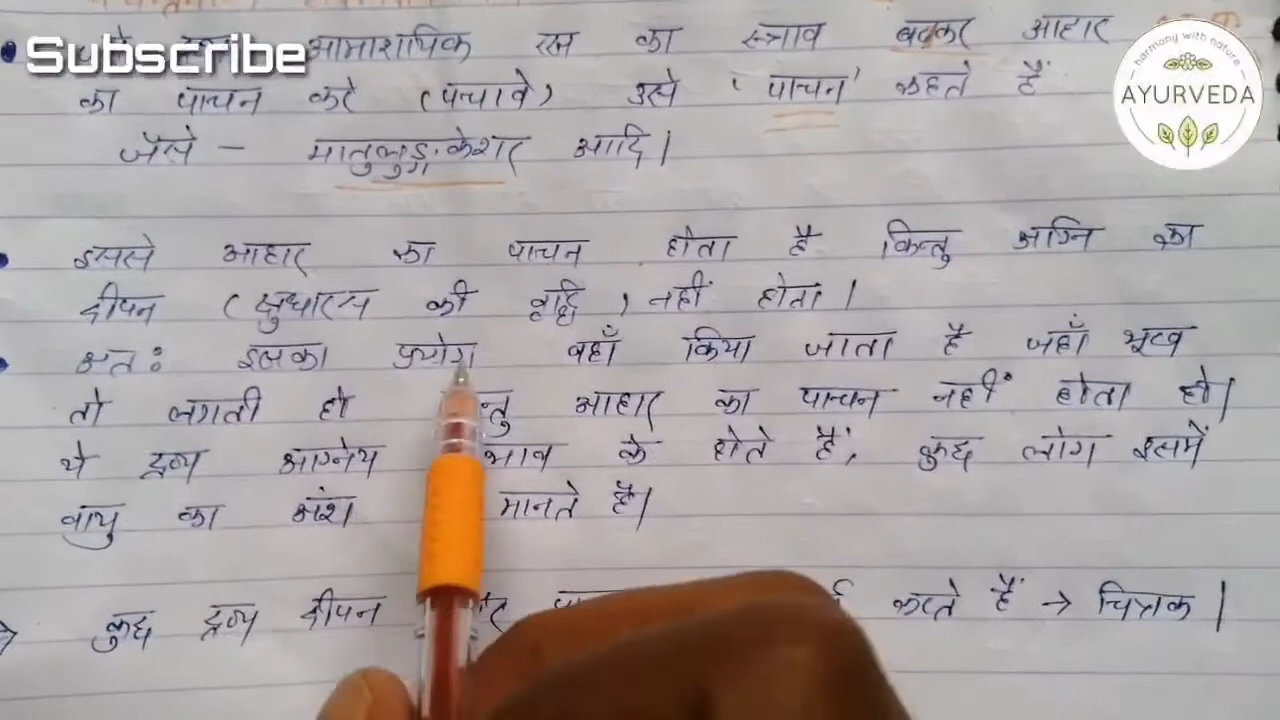 Subscribe
harmony with nature
AYURVEDA
आमाशयिक रस का स्त्राव बढ़कर आहार
का पाचन करे (पचावे) उसे 'पाचन' कहते हैं
जैसे - मातुलुङ्ग.केशर आदि।
इससे आहार का पाचन होता है किन्तु अग्नि का
दीपन (क्षुधारस की वृद्धि) नहीं होता।
अतः इसका प्रयोग वहाँ किया जाता है जहाँ भूख
तो लगती हो न्तु आहार का पाचन नहीं होता हो।
ये द्रव्य आग्नेय भाव के होते हैं; कुछ लोग इसमें
वायु का अंश मानते हैं।
कुछ द्रव्य दीपन करते हैं → चित्रक।